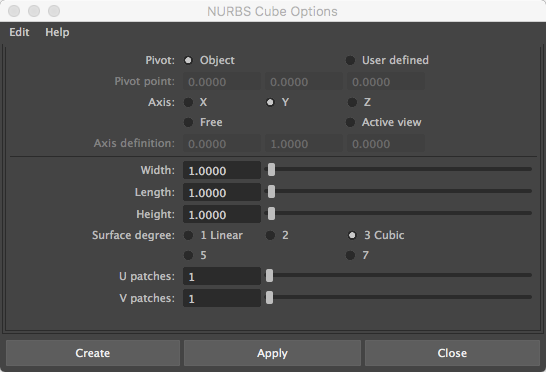 NURBS Cube Options
Edit Help
Pivot: Object User defined
Pivot point: 0.0000 0.0000 0.0000
Axis: X Y Z
Free Active view
Axis definition: 0.0000 1.0000 0.0000
Width: 1.0000
Length: 1.0000
Height: 1.0000
Surface degree: 1 Linear 2 3 Cubic
5 7
U patches: 1
V patches: 1
Create Apply Close